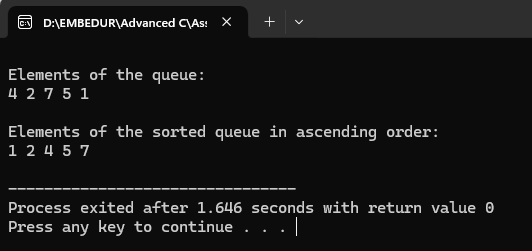 D:\EMBEDUR\Advanced C\As
Elements of the queue:
4 2 7 5 1
Elements of the sorted queue in ascending order:
1 2 4 5 7
--------------------------------
Process exited after 1.646 seconds with return value 0
Press any key to continue . . .